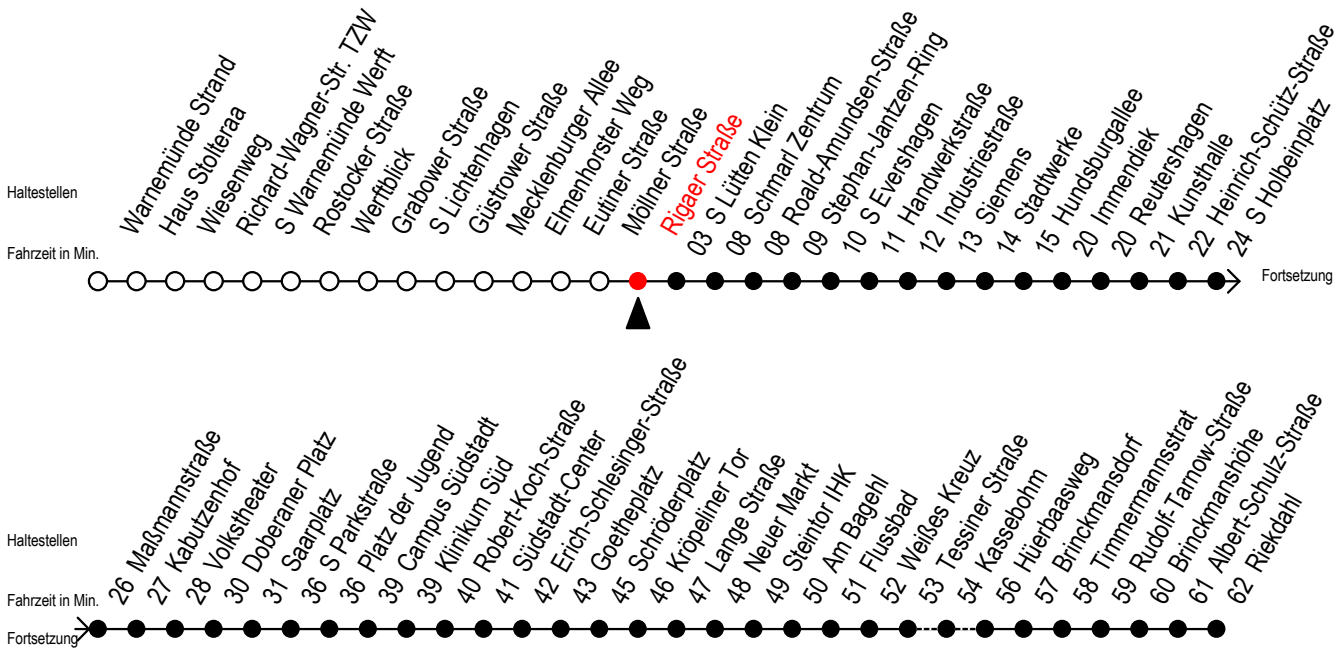 Haltestellen
Warnemünde Strand
Haus Stolteraa
Wiesenweg
Richard-Wagner-Str. TZW
S Warnemünde Werft
Rostocker Straße
Werftblick
Grabower Straße
S Lichtenhagen
Güstrower Straße
Mecklenburger Allee
Elmenhorster Weg
Eutiner Straße
Möllner Straße
Rigaer Straße
03 S Lütten Klein
08 Schmarl Zentrum
08 Roald-Amundsen-Straße
09 Stephan-Jantzen-Ring
10 S Evershagen
11 Handwerkstraße
12 Industriestraße
13 Siemens
14 Stadtwerke
15 Hundsburgallee
20 Immendiek
20 Reutershagen
21 Kunsthalle
22 Heinrich-Schütz-Straße
24 S Holbeinplatz
Fahrzeit in Min.
Fortsetzung
Haltestellen
26 Maßmannstraße
27 Kabutzenhof
28 Volkstheater
30 Doberaner Platz
31 Saarplatz
36 S Parkstraße
36 Platz der Jugend
39 Campus Südstadt
39 Klinikum Süd
40 Robert-Koch-Straße
41 Südstadt-Center
42 Erich-Schlesinger-Straße
43 Goetheplatz
45 Schröderplatz
46 Kröpeliner Tor
47 Lange Straße
48 Neuer Markt
49 Steintor IHK
50 Am Bagehl
51 Flussbad
52 Weißes Kreuz
53 Tessiner Straße
54 Kassebohm
56 Hüerbaasweg
57 Brinckmansdorf
58 Timmermannsstrat
59 Rudolf-Tarnow-Straße
60 Brinckmanshöhe
61 Albert-Schulz-Straße
62 Riekdahl
Fahrzeit in Min.
Fortsetzung